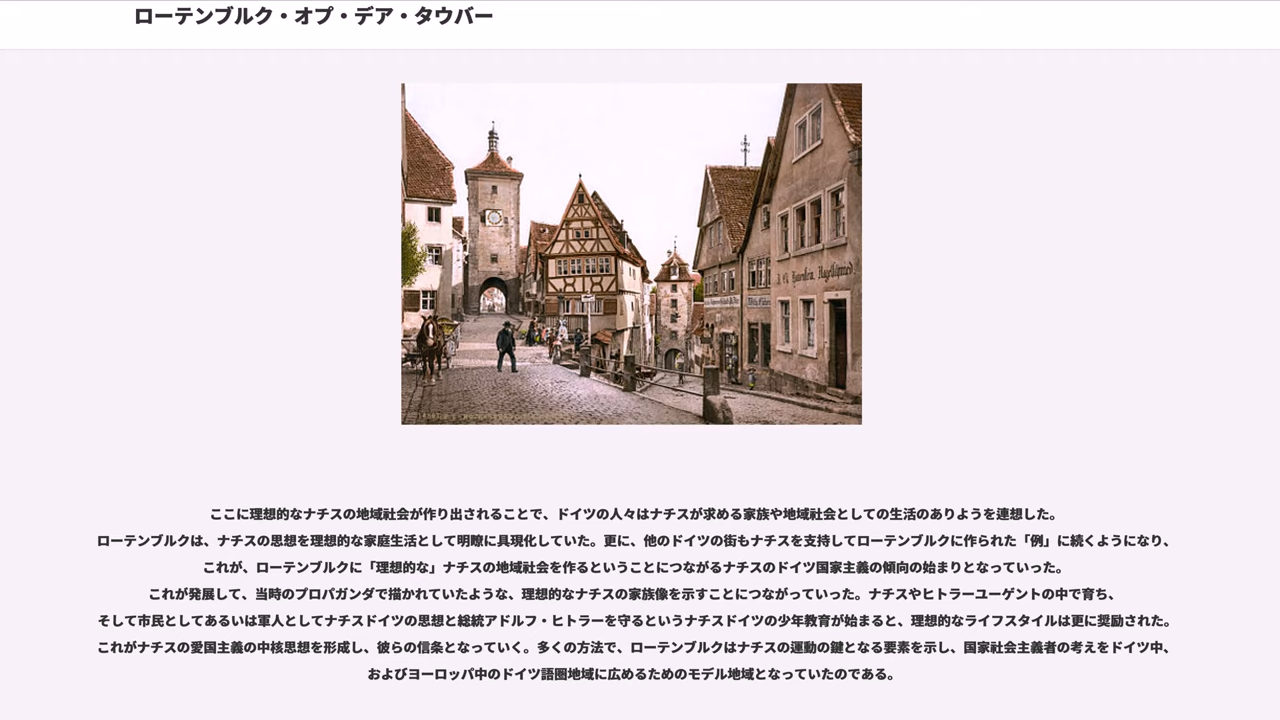 ローテンブルク・オプ・デア・タウバー
ここに理想的なナチスの地域社会が作り出されることで、ドイツの人々はナチスが求める家族や地域社会としての生活のありようを連想した。
ローテンブルクは、ナチスの思想を理想的な家庭生活として明瞭に具現化していた。更に、他のドイツの街もナチスを支持してローテンブルクに作られた「例」に続くようになり、
これが、ローテンブルクに「理想的な」ナチスの地域社会を作るということにつながるナチスのドイツ国家主義の傾向の始まりとなっていった。
これが発展して、当時のプロパガンダで描かれていたような、理想的なナチスの家族像を示すことにつながっていった。ナチスやヒトラーユーゲントの中で育ち、
そして市民としてあるいは軍人としてナチスドイツの思想と総統アドルフ・ヒトラーを守るというナチスドイツの少年教育が始まると、理想的なライフスタイルは更に奨励された。
これがナチスの愛国主義の中核思想を形成し、彼らの信条となっていく。多くの方法で、ローテンブルクはナチスの運動の鍵となる要素を示し、国家社会主義者の考えをドイツ中、
およびヨーロッパ中のドイツ語圏地域に広めるためのモデル地域となっていたのである。